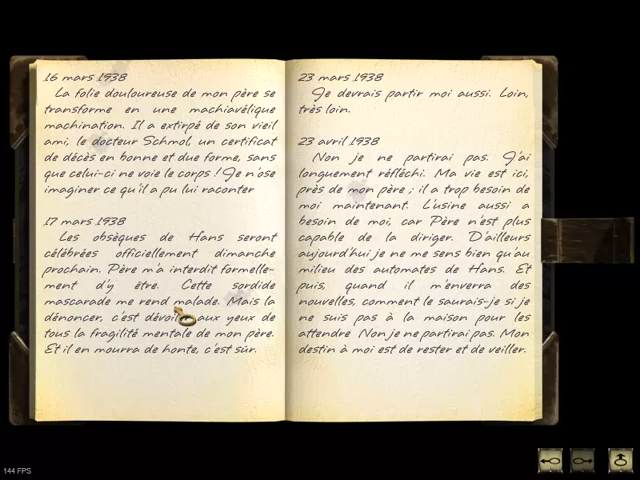 16 mars 1938
La folie douloureuse de mon père se
transforme en une machiavélique
machination. Il a extirpé de son vieil
ami, le docteur Schmol, un certificat
de décès en bonne et due forme, sans
que celui-ci ne voie le corps ! Je n'ose
imaginer ce qu'il a pu lui raconter
17 mars 1938
Les obsèques de Hans seront
célébrées officiellement dimanche
prochain. Père m'a interdit formelle-
ment d'y être. Cette sordide
mascarade me rend malade. Mais la
dénoncer, c'est dévoi aux yeux de
tous la fragilité mentale de mon père.
Et il en mourra de honte, c'est sûr.
23 mars 1938
Je devrais partir moi aussi. Loin,
très loin.
23 avril 1938
Non je ne partirai pas. J'ai
longuement réfléchi. Ma vie est ici,
près de mon père ; il a trop besoin de
moi maintenant. L'usine aussi a
besoin de moi, car Père n'est plus
capable de la diriger. D'ailleurs
aujourd'hui je ne me sens bien qu'au
milieu des automates de Hans. Et
puis, quand il m'enverra des
nouvelles, comment le saurais-je si je
ne suis pas à la maison pour les
attendre Non je ne partirai pas. Mon
destin à moi est de rester et de veiller.
144 FPS